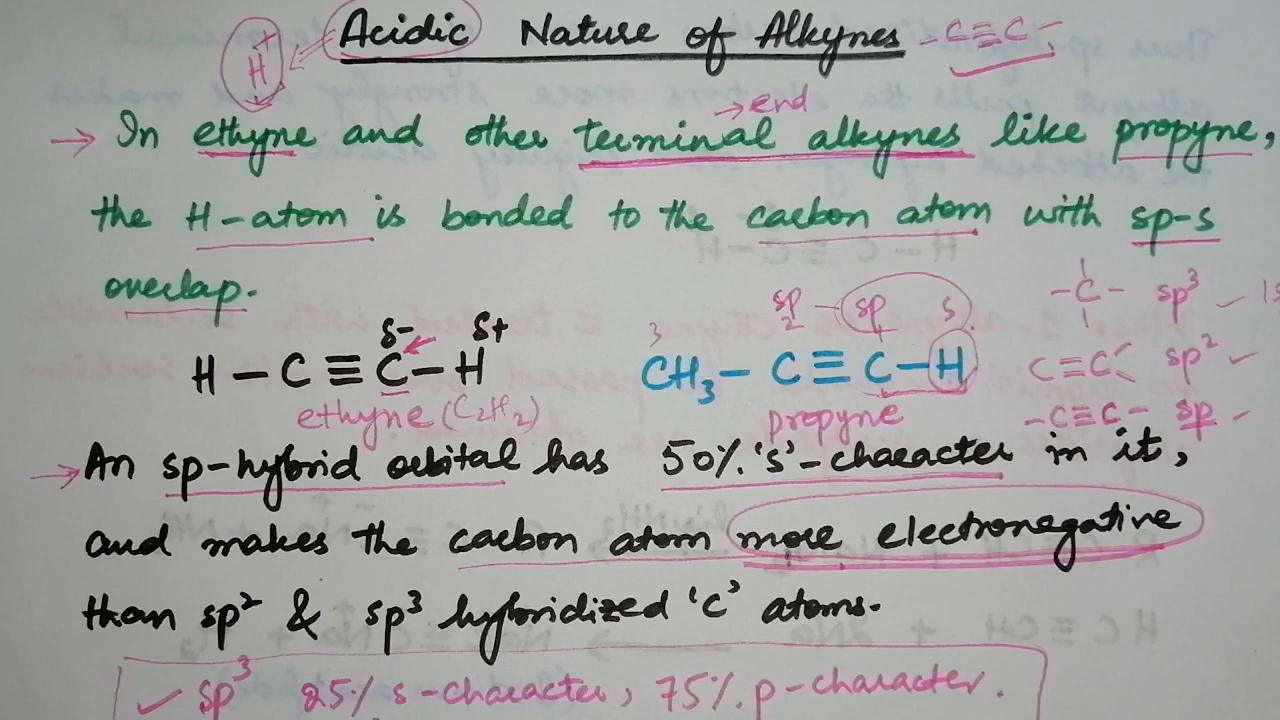 Acidic Nature of Alkynes -C≡C-
H+
→ end
→ In ethyne and other terminal alkynes like propyne,
the H-atom is bonded to the carbon atom with sp-s
overlap.
δ- δ+
H-C≡C-H
ethyne (C2H2)
sp - sp s
3 2 1
CH3-C≡C-H
propyne
-C- sp3
C=C sp2
-C≡C- sp
→ An sp-hybrid orbital has 50% 's'-character in it,
and makes the carbon atom more electronegative
than sp2 & sp3 hybridized 'C' atoms.
✓ sp3 25% s-character, 75% p-character.